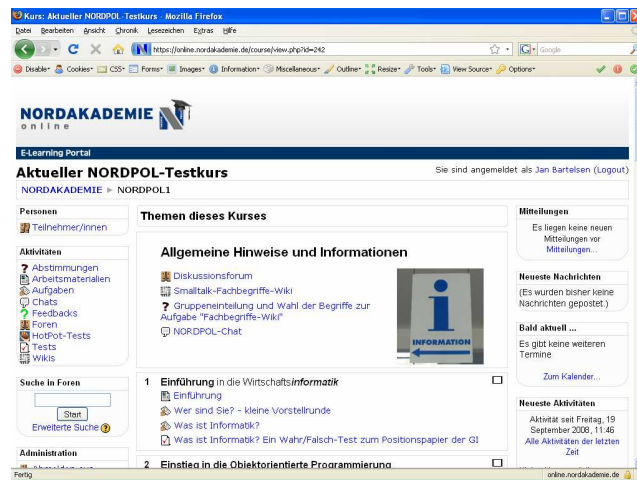 Kurs: Aktueller NORDPOL-Testkurs - Mozilla Firefox
Datei Bearbeiten Ansicht Chronik Lesezeichen Extras Hilfe
https://online.nordakademie.de/course/view.php?id=242
Google
Disable Cookies CSS Forms Images Information Miscellaneous Outline Resize Tools View Source Options
NORDAKADEMIE
online
E-Learning Portal
Aktueller NORDPOL-Testkurs
Sie sind angemeldet als Jan Bartelsen (Logout)
NORDAKADEMIE ► NORDPOL1
Personen
Teilnehmer/innen
Aktivitäten
Abstimmungen
Arbeitsmaterialien
Aufgaben
Chats
Feedbacks
Foren
HotPot-Tests
Tests
Wikis
Suche in Foren
Start
Erweiterte Suche ?
Administration
Themen dieses Kurses
Allgemeine Hinweise und Informationen
Diskussionsforum
Smalltalk-Fachbegriffe-Wiki
Gruppeneinteilung und Wahl der Begriffe zur
Aufgabe "Fachbegriffe-Wiki"
NORDPOL-Chat
i
INFORMATION
1 Einführung in die Wirtschaftsinformatik
Einführung
Wer sind Sie? - kleine Vorstellrunde
Was ist Informatik?
Was ist Informatik? Ein Wahr/Falsch-Test zum Positionspapier der GI
2 Einstieg in die Objektorientierte Programmierung
Mitteilungen
Es liegen keine neuen
Mitteilungen vor
Mitteilungen...
Neueste Nachrichten
(Es wurden bisher keine
Nachrichten gepostet.)
Bald aktuell ...
Es gibt keine weiteren
Termine
Zum Kalender...
Neueste Aktivitäten
Aktivität seit Freitag, 19
September 2008, 11:46
Alle Aktivitäten der letzten
Zeit
Fertig
online.nordakademie.de